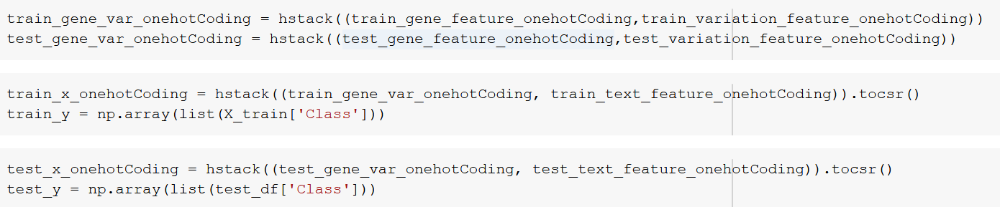 train_gene_var_onehotCoding = hstack((train_gene_feature_onehotCoding,train_variation_feature_onehotCoding))
test_gene_var_onehotCoding = hstack((test_gene_feature_onehotCoding,test_variation_feature_onehotCoding))
train_x_onehotCoding = hstack((train_gene_var_onehotCoding, train_text_feature_onehotCoding)).tocsr()
train_y = np.array(list(X_train['Class']))
test_x_onehotCoding = hstack((test_gene_var_onehotCoding, test_text_feature_onehotCoding)).tocsr()
test_y = np.array(list(test_df['Class']))